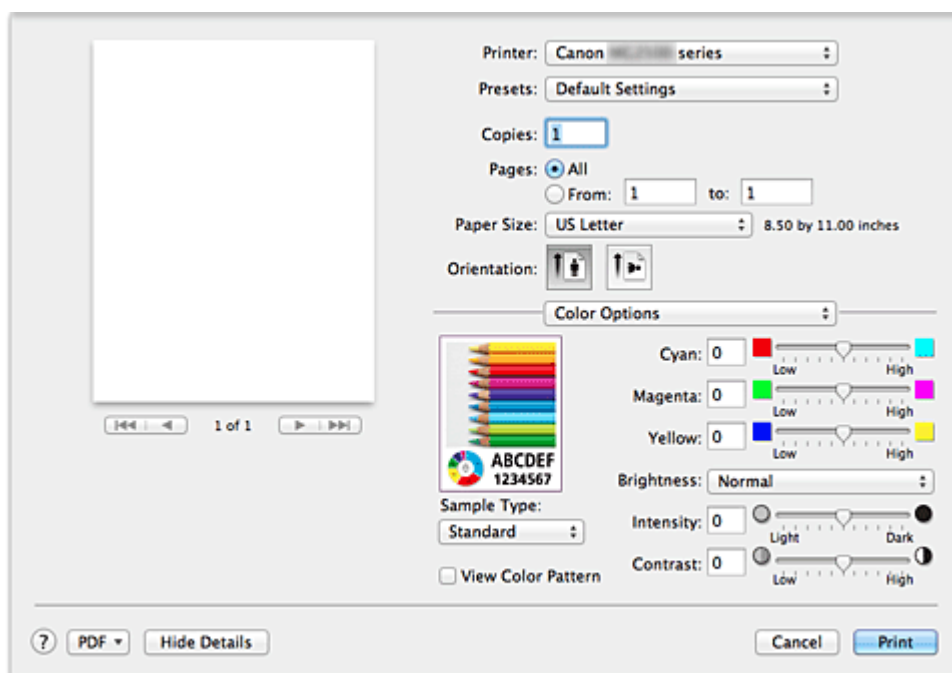 Printer: Canon series
Presets: Default Settings
Copies: 1
Pages: All
From: 1 to: 1
Paper Size: US Letter 8.50 by 11.00 inches
Orientation:
Color Options
1 of 1
ABCDEF
1234567
Sample Type:
Standard
View Color Pattern
Cyan: 0
Low High
Magenta: 0
Low High
Yellow: 0
Low High
Brightness: Normal
Intensity: 0
Light Dark
Contrast: 0
Low High
? PDF Hide Details Cancel Print